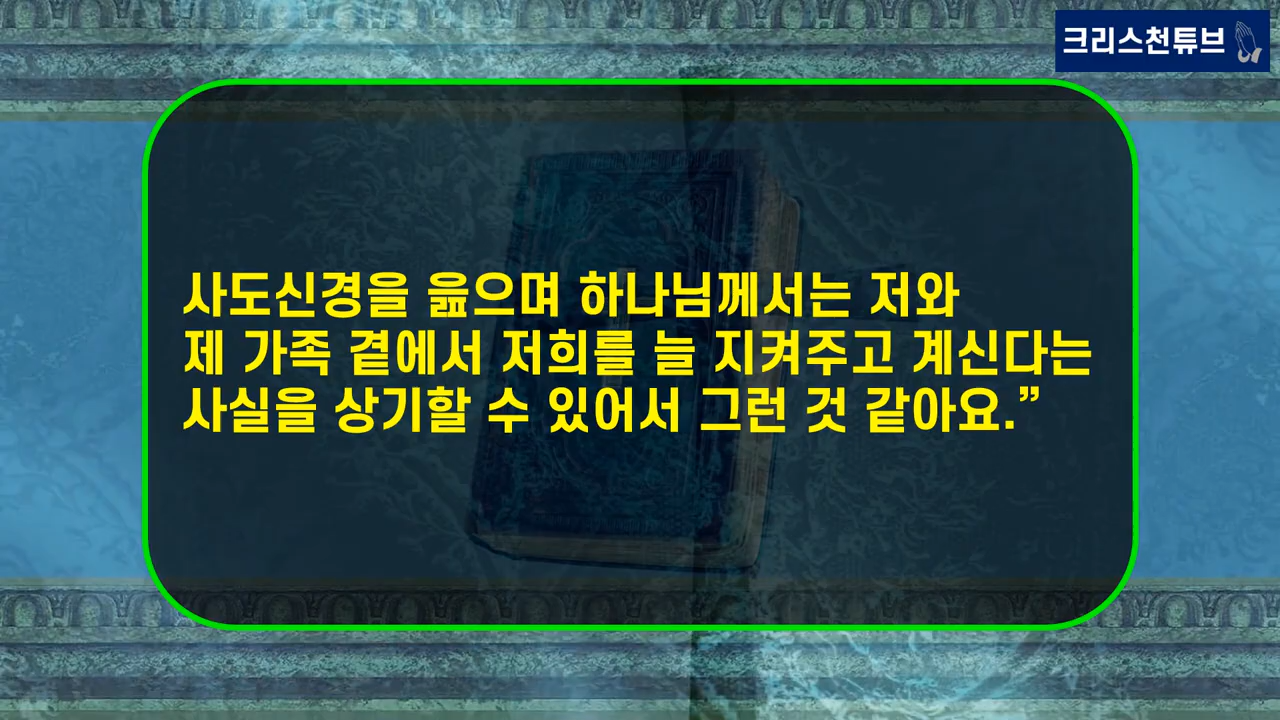 크리스천튜브
사도신경을 읊으며 하나님께서는 저와
제 가족 곁에서 저희를 늘 지켜주고 계신다는
사실을 상기할 수 있어서 그런 것 같아요.”